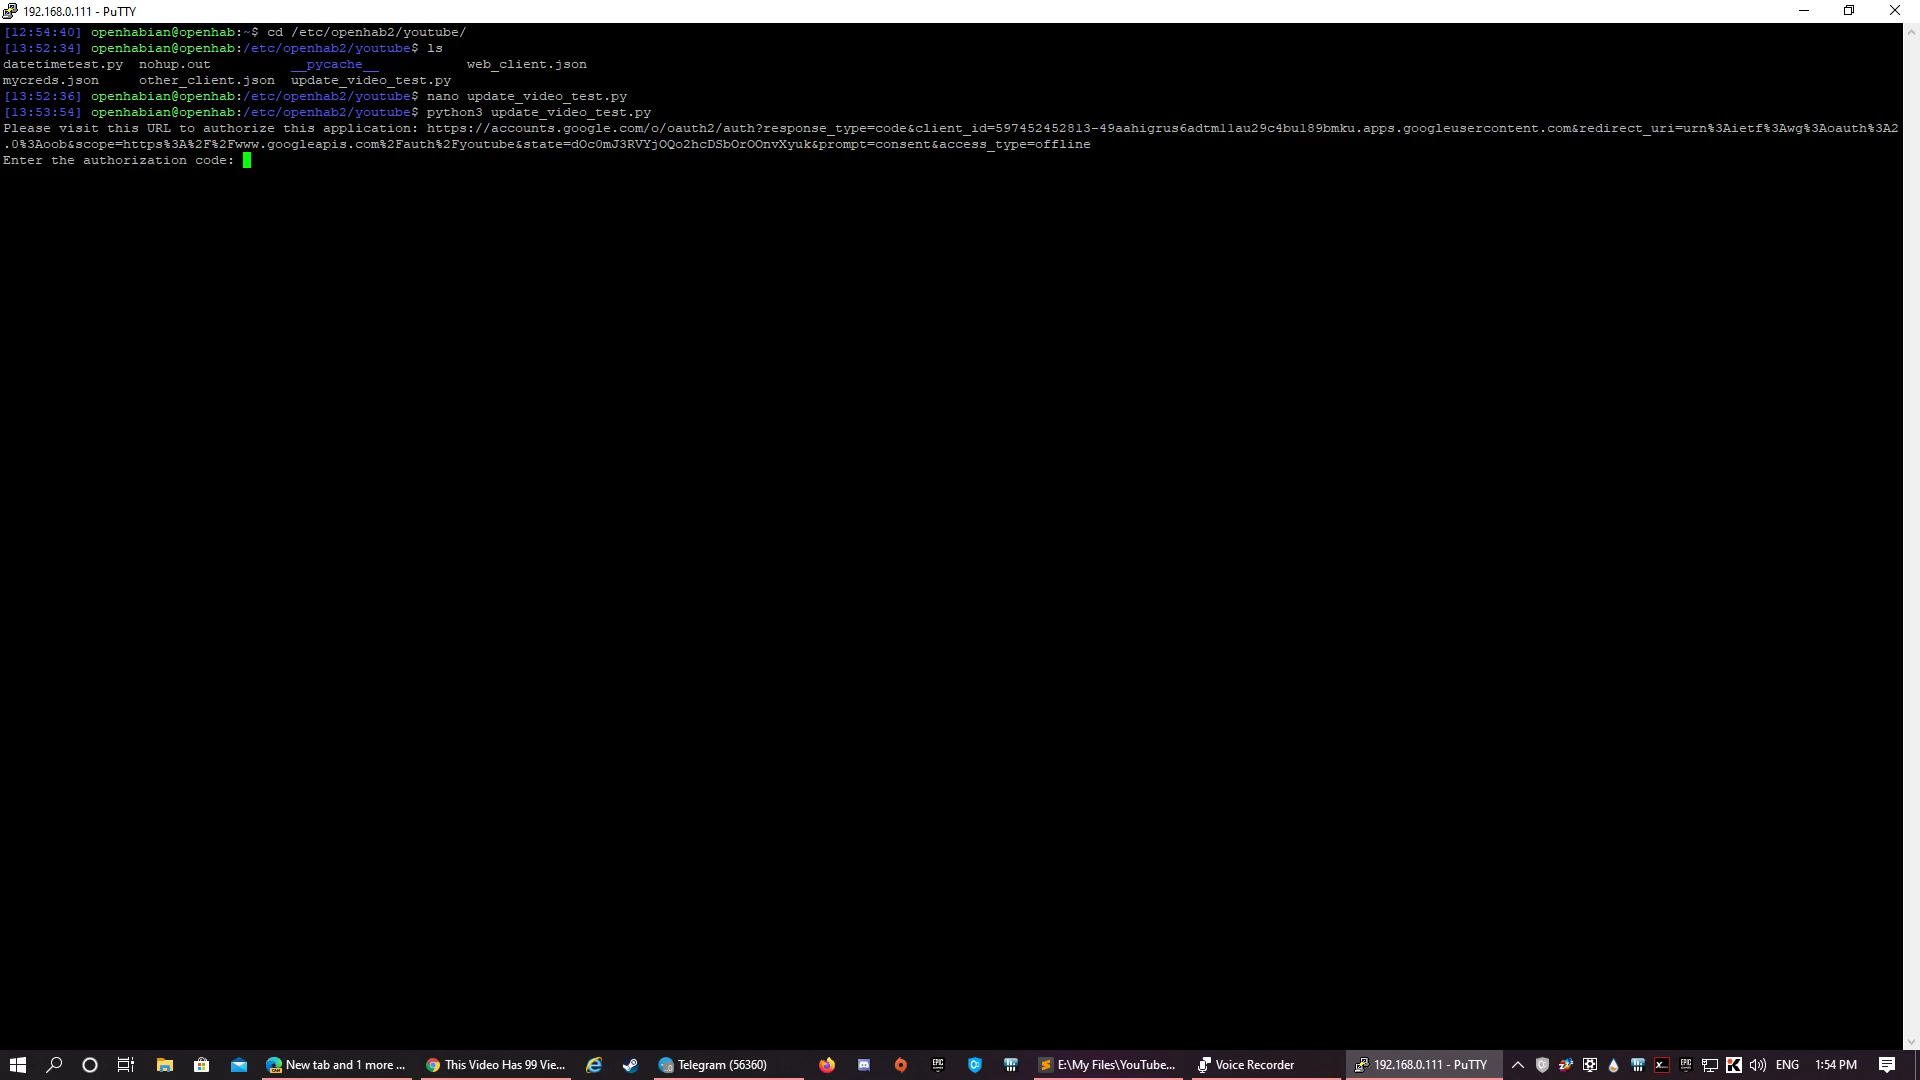 192.168.0.111 - PuTTY
[12:54:40] openhabian@openhab:~$ cd /etc/openhab2/youtube/
[13:52:34] openhabian@openhab:/etc/openhab2/youtube$ ls
datetimetest.py nohup.out __pycache__ web_client.json
mycreds.json other_client.json update_video_test.py
[13:52:36] openhabian@openhab:/etc/openhab2/youtube$ nano update_video_test.py
[13:53:54] openhabian@openhab:/etc/openhab2/youtube$ python3 update_video_test.py
Please visit this URL to authorize this application: https://accounts.google.com/o/oauth2/auth?response_type=code&client_id=597452452813-49aahigrus6adtm11au29c4bu189bmku.apps.googleusercontent.com&redirect_uri=urn%3Aietf%3Awg%3Aoauth%3A2
.0%3Aoob&scope=https%3A%2F%2Fwww.googleapis.com%2Fauth%2Fyoutube&state=dOc0mJ3RVYjOQo2hcDSbOrOOnvXyuk&prompt=consent&access_type=offline
Enter the authorization code:
New tab and 1 more ... This Video Has 99 Vie... Telegram (56360) E:\My Files\YouTube... Voice Recorder 192.168.0.111 - PuTTY ENG 1:54 PM